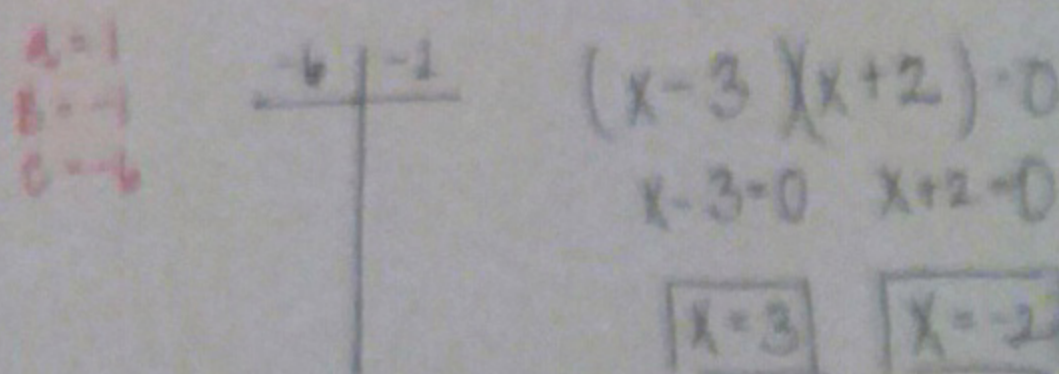 A = 1
B = -1
C = -6
-6 -1
(x-3)(x+2)=0
x-3=0 x+2=0
x=3 x=-2